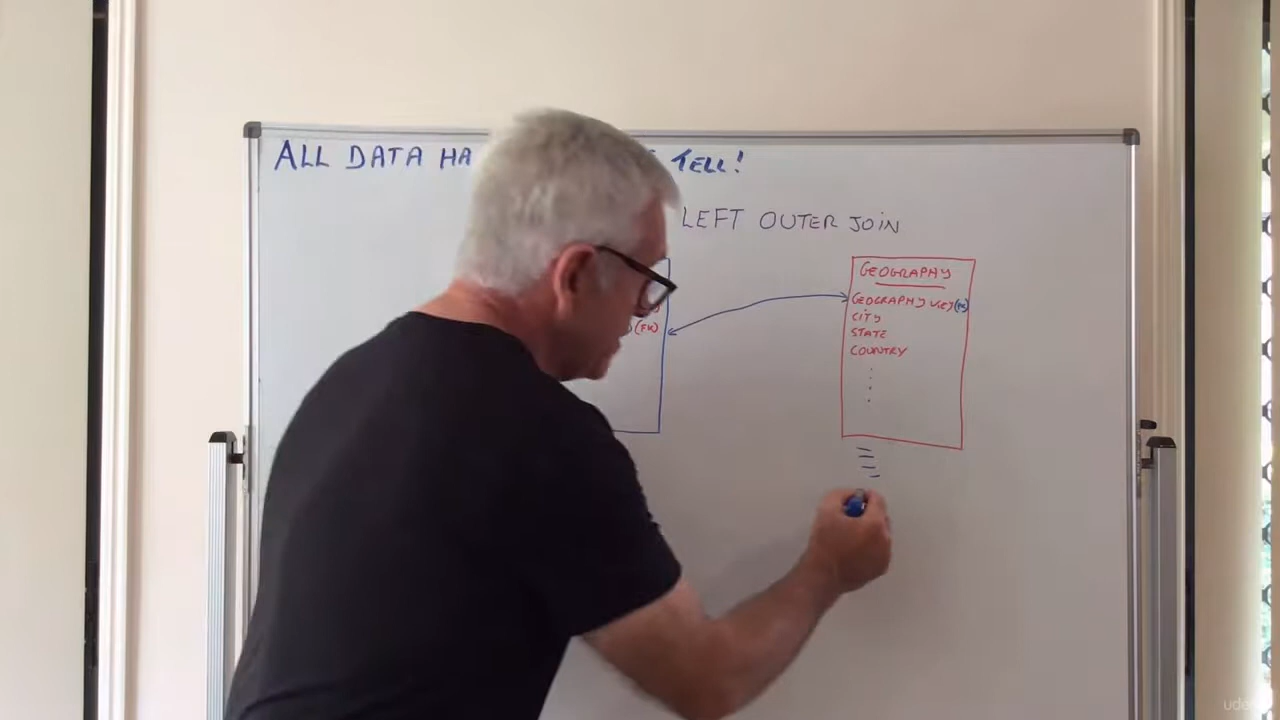 ALL DATA HA TELL!
LEFT OUTER JOIN
GEOGRAPHY
GEOGRAPHY KEY (PK)
(FK)
CITY
STATE
COUNTRY